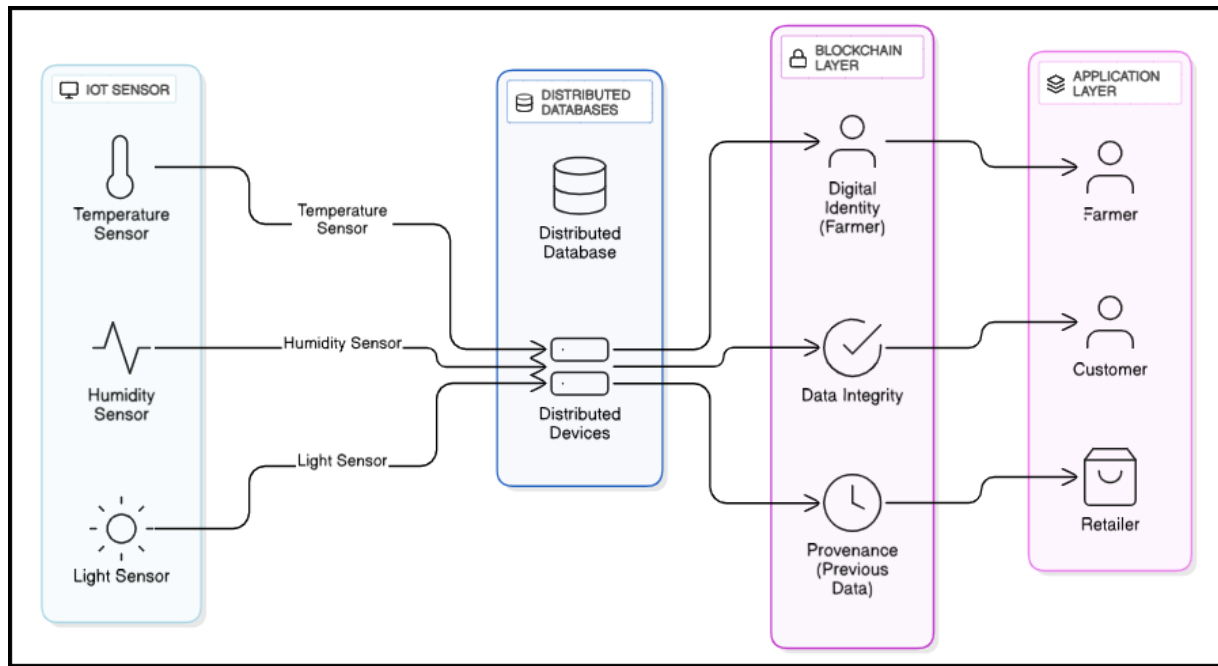 IOT SENSOR
Temperature
Sensor
Humidity
Sensor
Light Sensor
Temperature
Sensor
Humidity Sensor
Light Sensor
DISTRIBUTED
DATABASES
Distributed
Database
Distributed
Devices
BLOCKCHAIN
LAYER
Digital
Identity
(Farmer)
Data Integrity
Provenance
(Previous
Data)
APPLICATION
LAYER
Farmer
Customer
Retailer